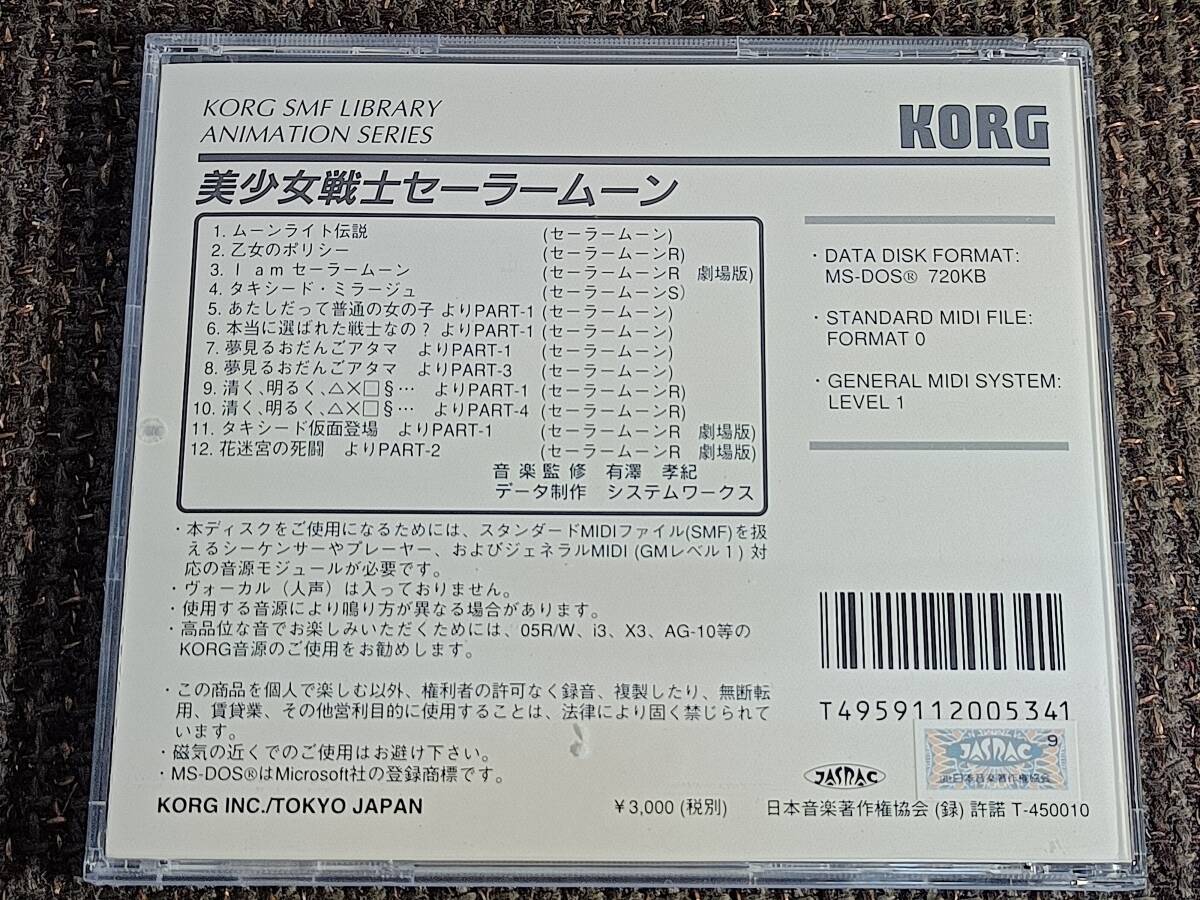 KORG SMF LIBRARY
ANIMATION SERIES
KORG
美少女戦士セーラームーン
1. ムーンライト伝説 (セーラームーン)
2. 乙女のポリシー (セーラームーンR)
3. I am セーラームーン (セーラームーンR 劇場版)
4. タキシード・ミラージュ (セーラームーンS)
5. あたしだって普通の女の子 よりPART-1 (セーラームーン)
6. 本当に選ばれた戦士なの？ よりPART-1 (セーラームーン)
7. 夢見るおだんごアタマ よりPART-1 (セーラームーン)
8. 夢見るおだんごアタマ よりPART-3 (セーラームーン)
9. 清く、明るく、△×□§… よりPART-1 (セーラームーンR)
10. 清く、明るく、△×□§… よりPART-4 (セーラームーンR)
11. タキシード仮面登場 よりPART-1 (セーラームーンR 劇場版)
12. 花迷宮の死闘 よりPART-2 (セーラームーンR 劇場版)
音楽監修 有澤 孝紀
データ制作 システムワークス
・DATA DISK FORMAT:
MS-DOS® 720KB
・STANDARD MIDI FILE:
FORMAT 0
・GENERAL MIDI SYSTEM:
LEVEL 1
・本ディスクをご使用になるためには、スタンダードMIDIファイル(SMF)を扱
えるシーケンサーやプレーヤー、およびジェネラルMIDI (GMレベル1) 対
応の音源モジュールが必要です。
・ヴォーカル（人声）は入っておりません。
・使用する音源により鳴り方が異なる場合があります。
・高品位な音でお楽しみいただくためには、05R/W、i3、X3、AG-10等の
KORG音源のご使用をお勧めします。
・この商品を個人で楽しむ以外、権利者の許可なく録音、複製したり、無断転
用、賃貸業、その他営利目的に使用することは、法律により固く禁じられて
います。
・磁気の近くでのご使用はお避け下さい。
・MS-DOS®はMicrosoft社の登録商標です。
T4959112005341
JASRAC
9
JASRAC
日本音楽著作権協会
KORG INC./TOKYO JAPAN
￥3,000 (税別)
日本音楽著作権協会 (録) 許諾 T-450010